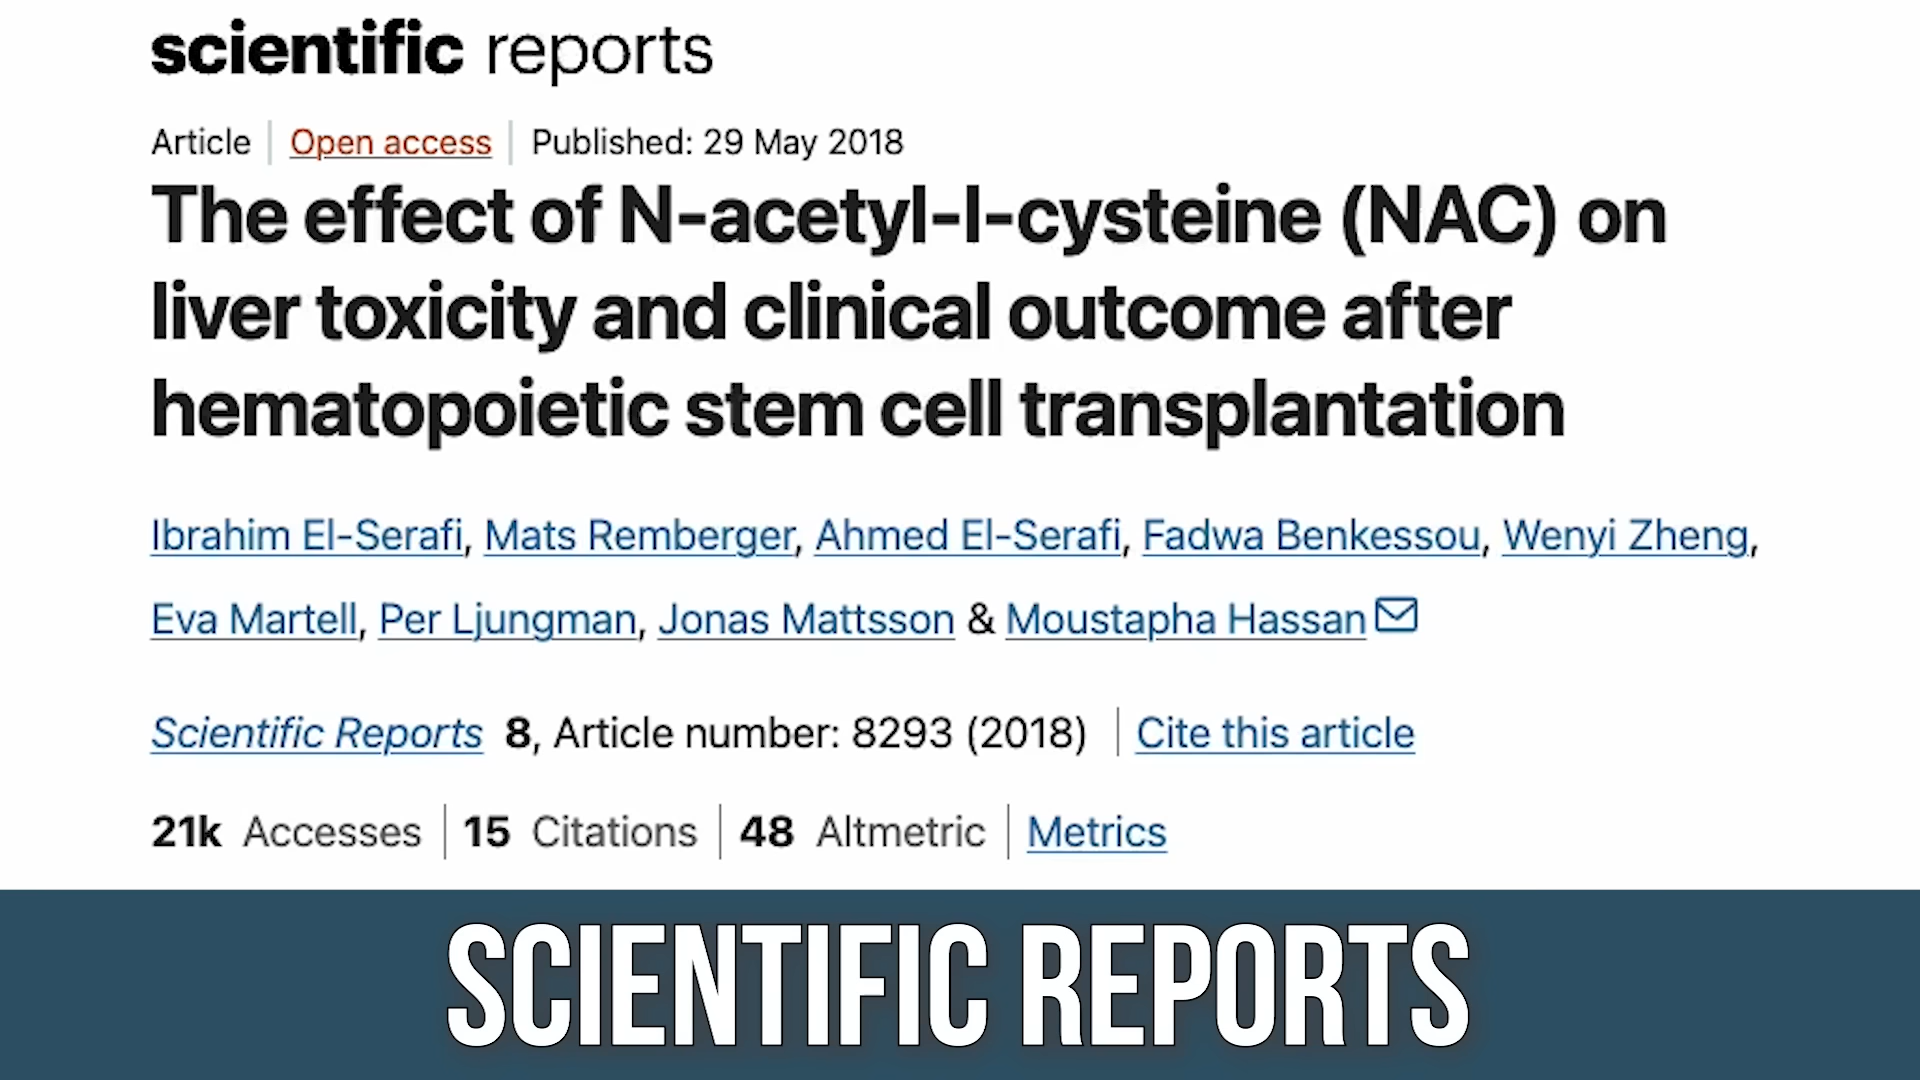 scientific reports
Article | Open access | Published: 29 May 2018
The effect of N-acetyl-l-cysteine (NAC) on
liver toxicity and clinical outcome after
hematopoietic stem cell transplantation
Ibrahim El-Serafi, Mats Remberger, Ahmed El-Serafi, Fadwa Benkessou, Wenyi Zheng,
Eva Martell, Per Ljungman, Jonas Mattsson & Moustapha Hassan
Scientific Reports 8, Article number: 8293 (2018) | Cite this article
21k Accesses | 15 Citations | 48 Altmetric | Metrics
SCIENTIFIC REPORTS